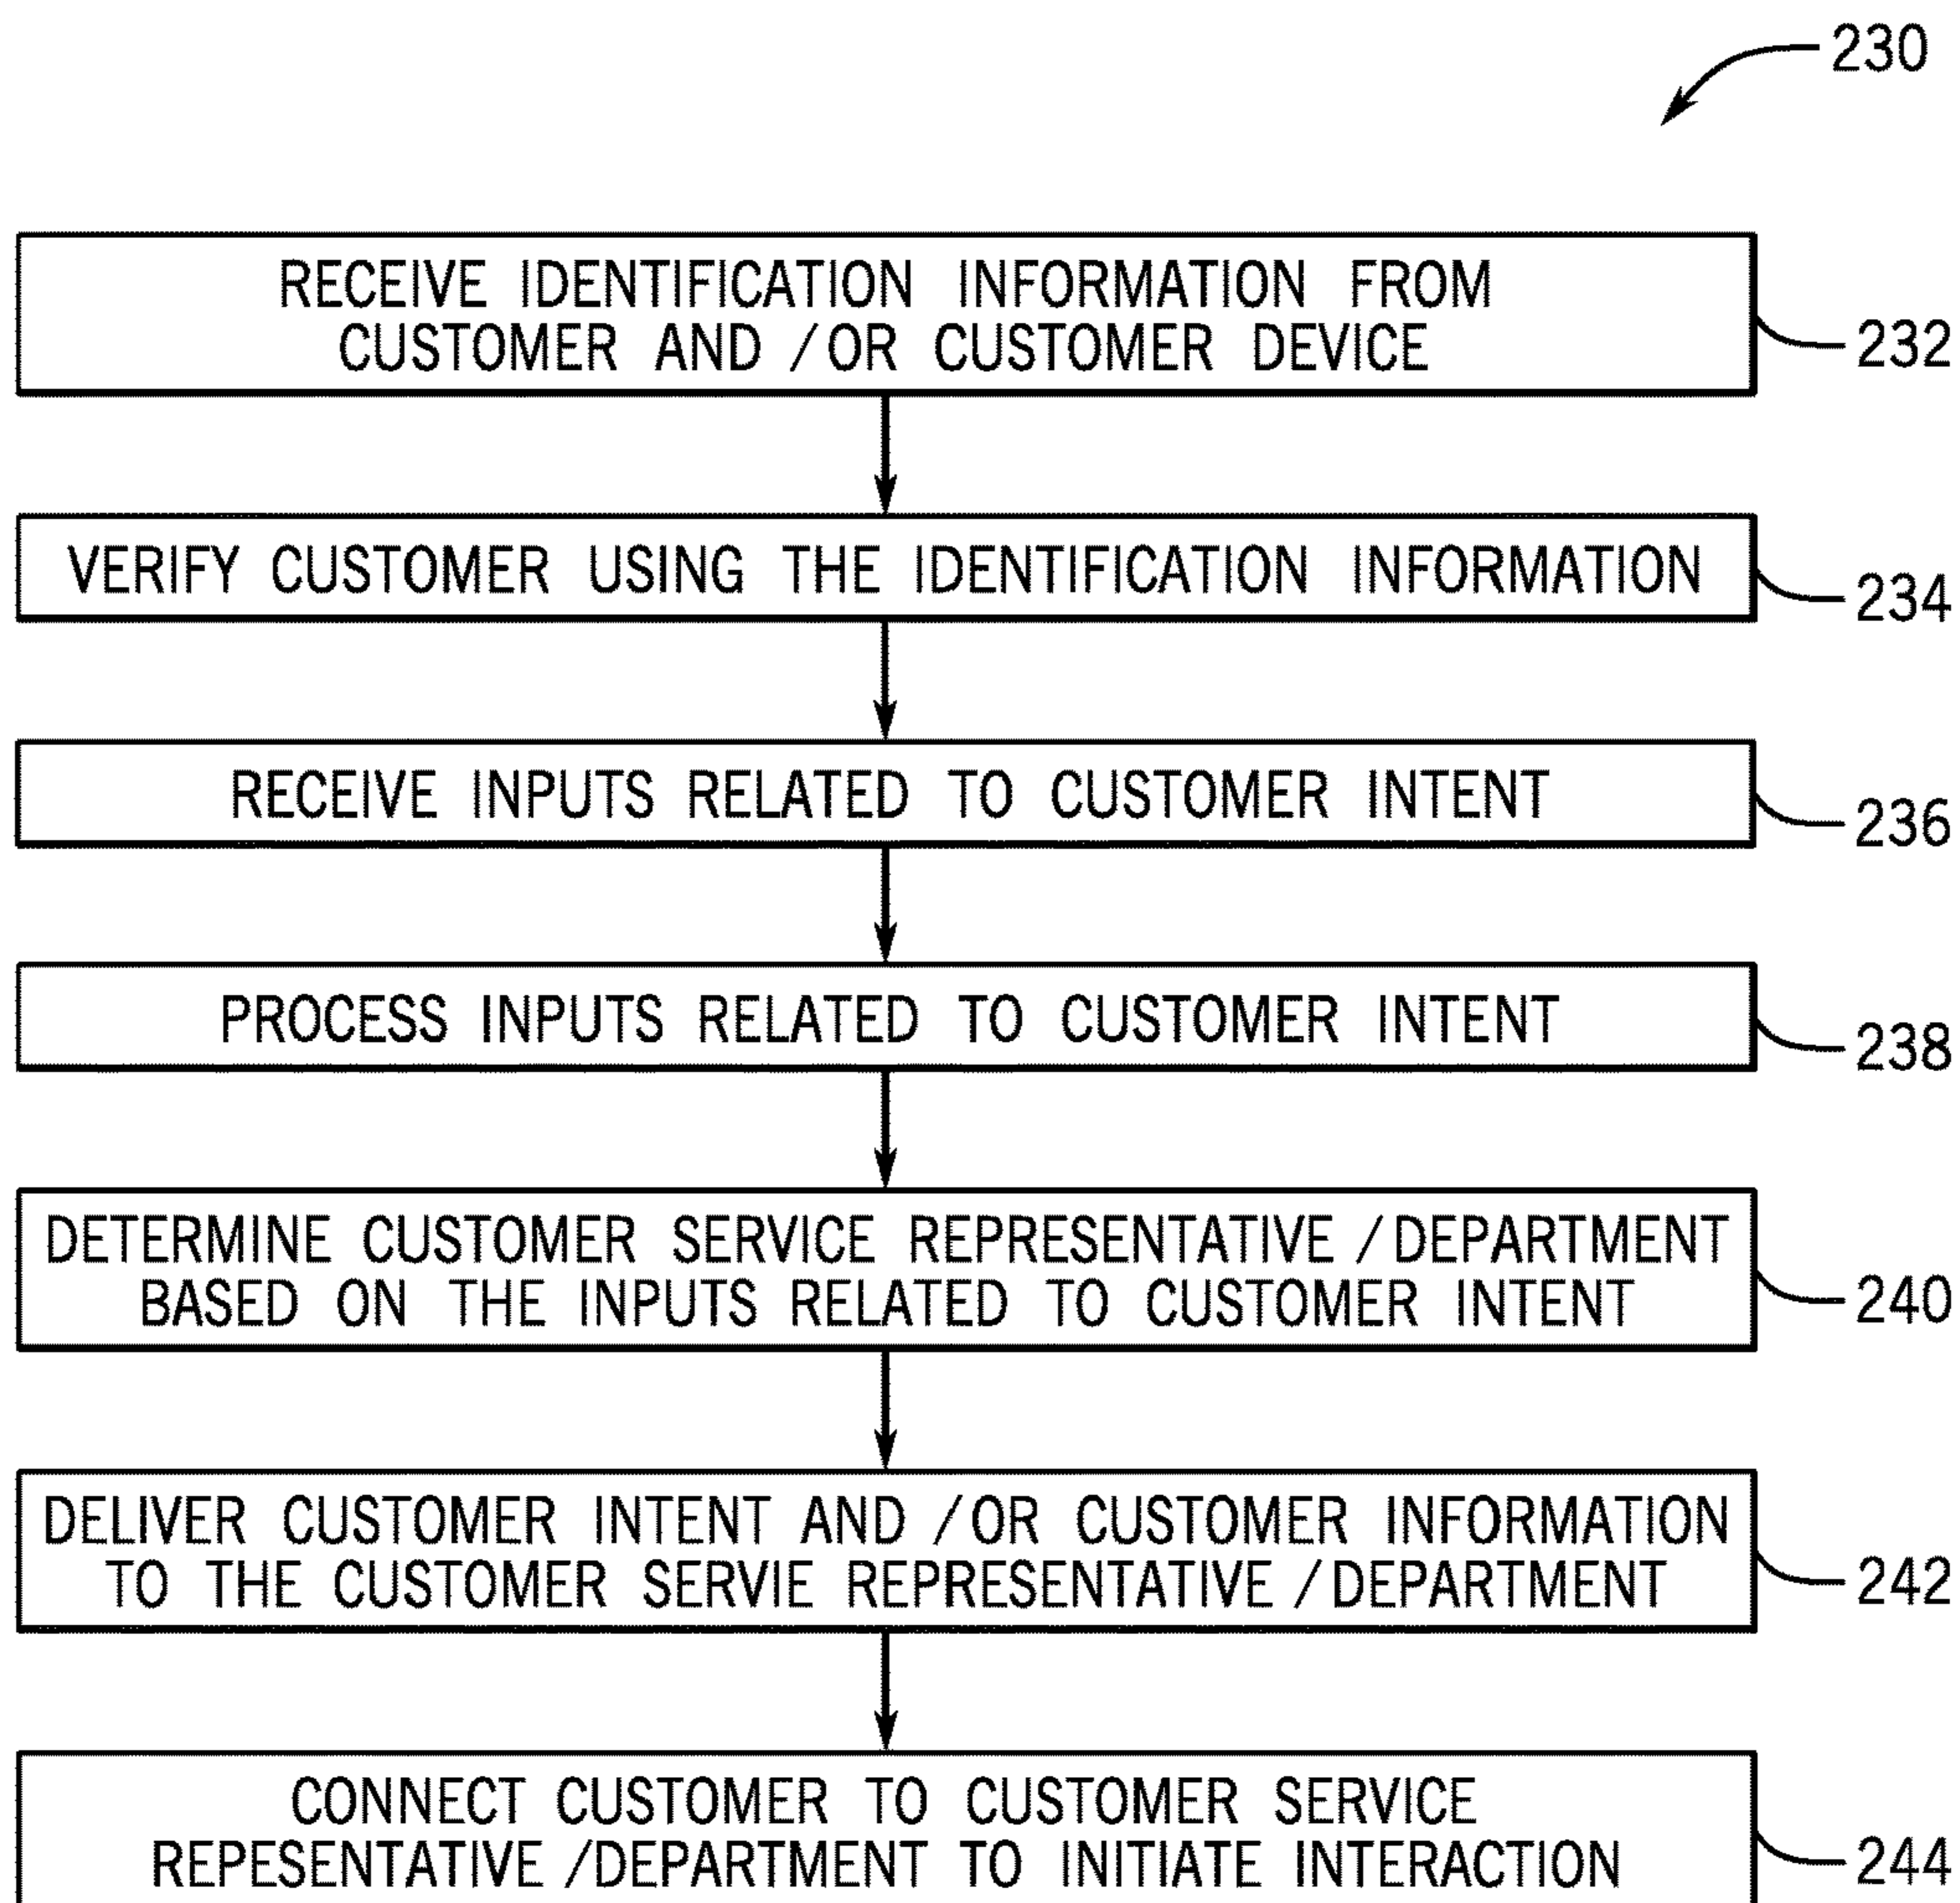 230
RECEIVE IDENTIFICATION INFORMATION FROM
CUSTOMER AND /OR CUSTOMER DEVICE
232
VERIFY CUSTOMER USING THE IDENTIFICATION INFORMATION
234
RECEIVE INPUTS RELATED TO CUSTOMER INTENT
236
PROCESS INPUTS RELATED TO CUSTOMER INTENT
238
DETERMINE CUSTOMER SERVICE REPRESENTATIVE /DEPARTMENT
BASED ON THE INPUTS RELATED TO CUSTOMER INTENT
240
DELIVER CUSTOMER INTENT AND /OR CUSTOMER INFORMATION
TO THE CUSTOMER SERVIE REPRESENTATIVE /DEPARTMENT
242
CONNECT CUSTOMER TO CUSTOMER SERVICE
REPESENTATIVE /DEPARTMENT TO INITIATE INTERACTION
244